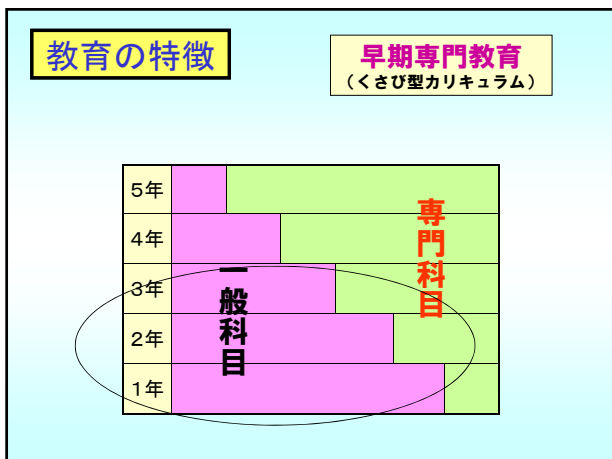 教育の特徴
早期専門教育
（くさび型カリキュラム）
5年
4年
3年
2年
1年
一般科目
専門科目